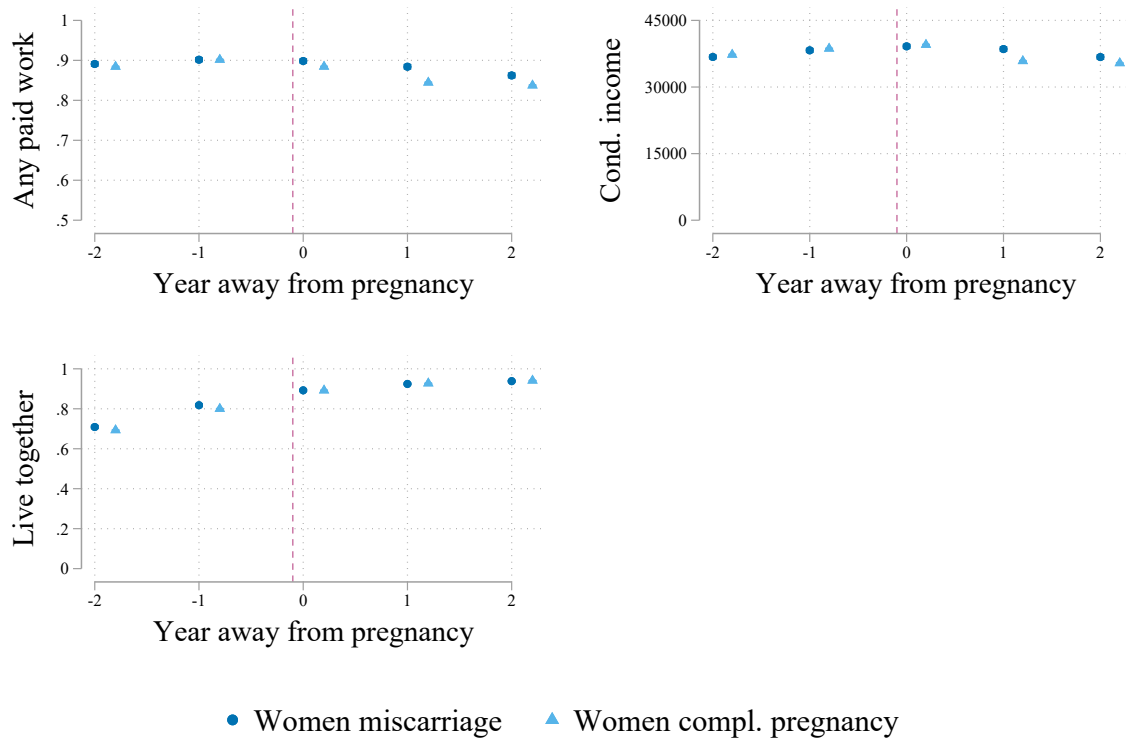 Any paid work
1
.9
.8
.7
.6
.5
-2 -1 0 1 2
Year away from pregnancy
Cond. income
45000
30000
15000
0
-2 -1 0 1 2
Year away from pregnancy
Live together
1
.8
.6
.4
.2
0
-2 -1 0 1 2
Year away from pregnancy
Women miscarriage Women compl. pregnancy